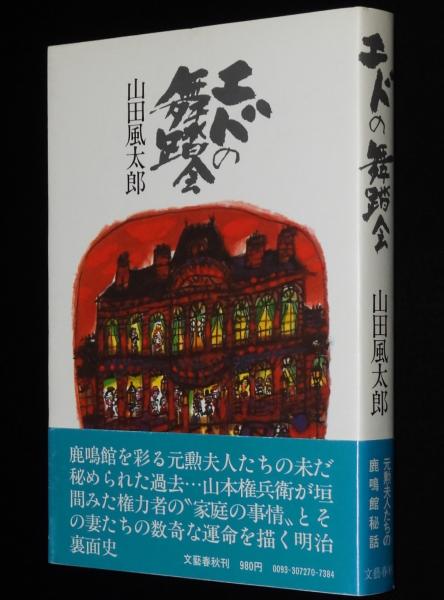 エドの
舞踏会
山田風太郎
鹿鳴館を彩る元勲夫人たちの未だ
秘められた過去…山本権兵衛が垣
間みた権力者の〝家庭の事情〟とそ
の妻たちの数奇な運命を描く明治
裏面史
文藝春秋刊 980円 0093-307270-7384
エドの舞踏会
山田風太郎
元勲夫人たちの
鹿鳴館秘話
文藝春秋